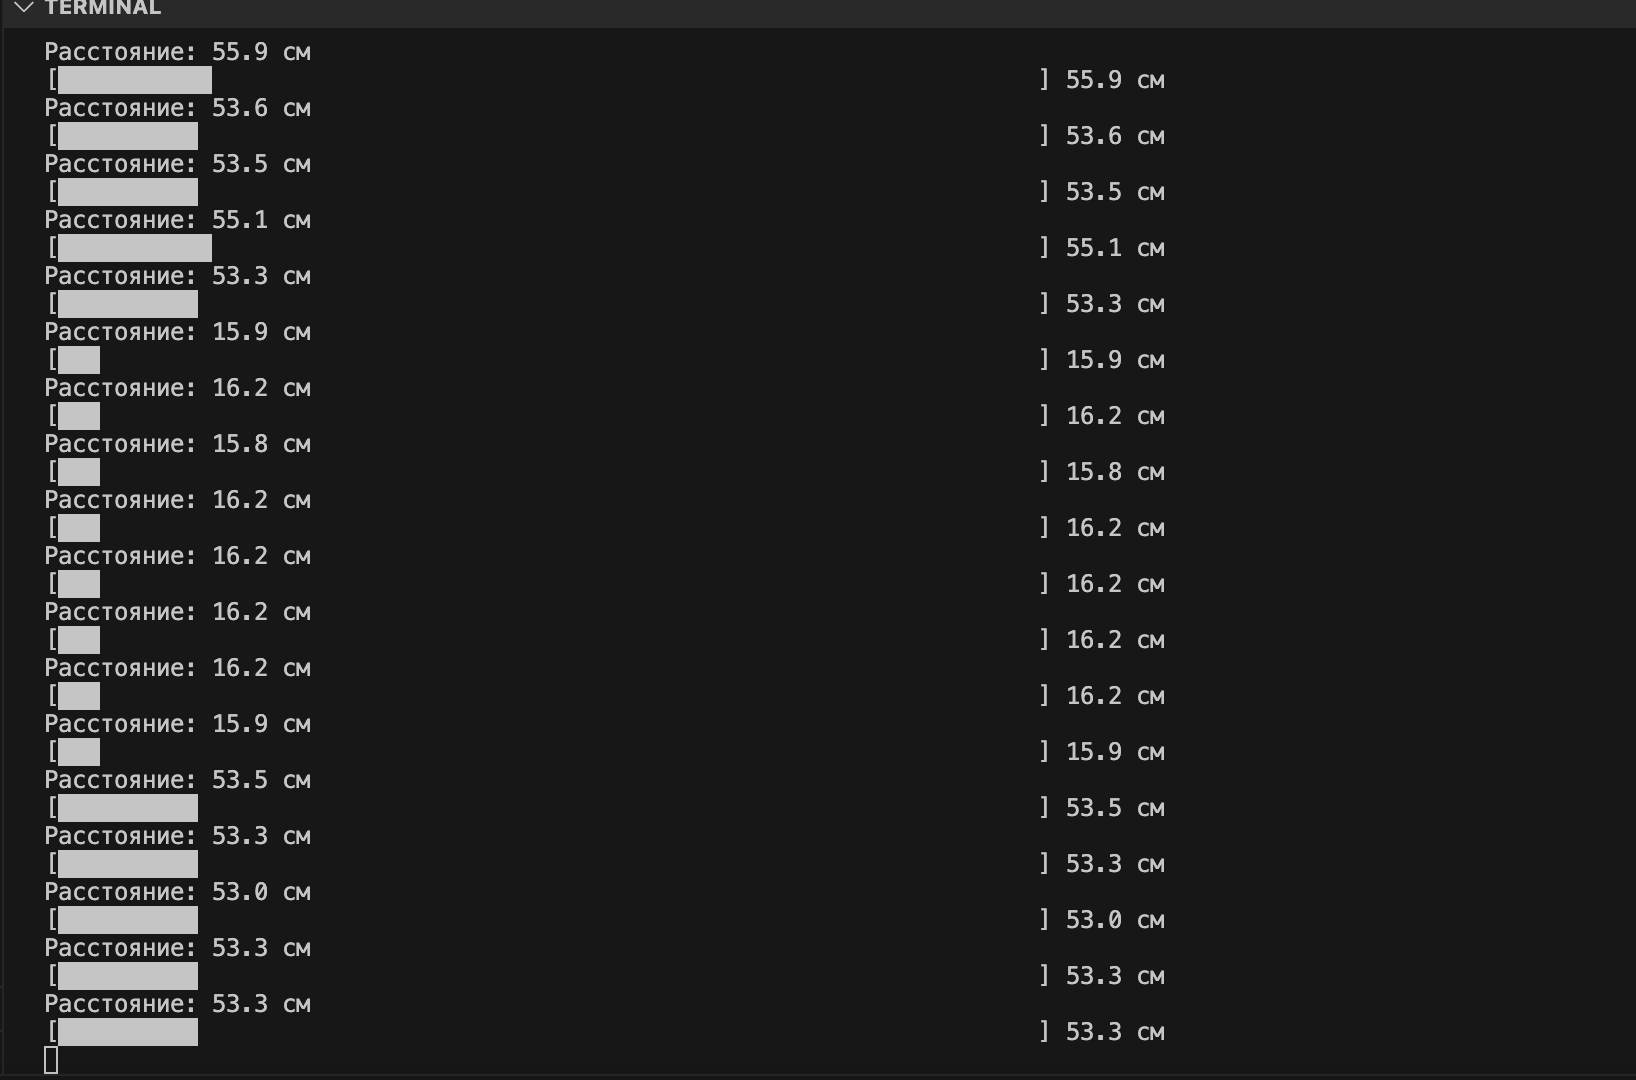 TERMINAL
Расстояние: 55.9 см
[███████████ ] 55.9 см
Расстояние: 53.6 см
[██████████ ] 53.6 см
Расстояние: 53.5 см
[██████████ ] 53.5 см
Расстояние: 55.1 см
[███████████ ] 55.1 см
Расстояние: 53.3 см
[██████████ ] 53.3 см
Расстояние: 15.9 см
[███ ] 15.9 см
Расстояние: 16.2 см
[███ ] 16.2 см
Расстояние: 15.8 см
[███ ] 15.8 см
Расстояние: 16.2 см
[███ ] 16.2 см
Расстояние: 16.2 см
[███ ] 16.2 см
Расстояние: 16.2 см
[███ ] 16.2 см
Расстояние: 16.2 см
[███ ] 16.2 см
Расстояние: 15.9 см
[███ ] 15.9 см
Расстояние: 53.5 см
[██████████ ] 53.5 см
Расстояние: 53.3 см
[██████████ ] 53.3 см
Расстояние: 53.0 см
[██████████ ] 53.0 см
Расстояние: 53.3 см
[██████████ ] 53.3 см
Расстояние: 53.3 см
[██████████ ] 53.3 см